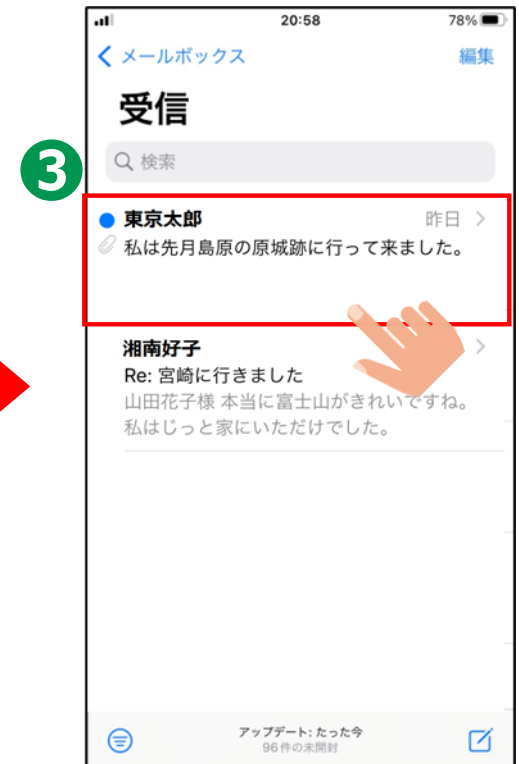 20:58
78%
メールボックス
編集
受信
検索
3
東京太郎
昨日
私は先月島原の原城跡に行って来ました。
湘南好子
Re: 宮崎に行きました
山田花子様 本当に富士山がきれいですね。
私はじっと家にいただけでした。
アップデート: たった今
96件の未開封